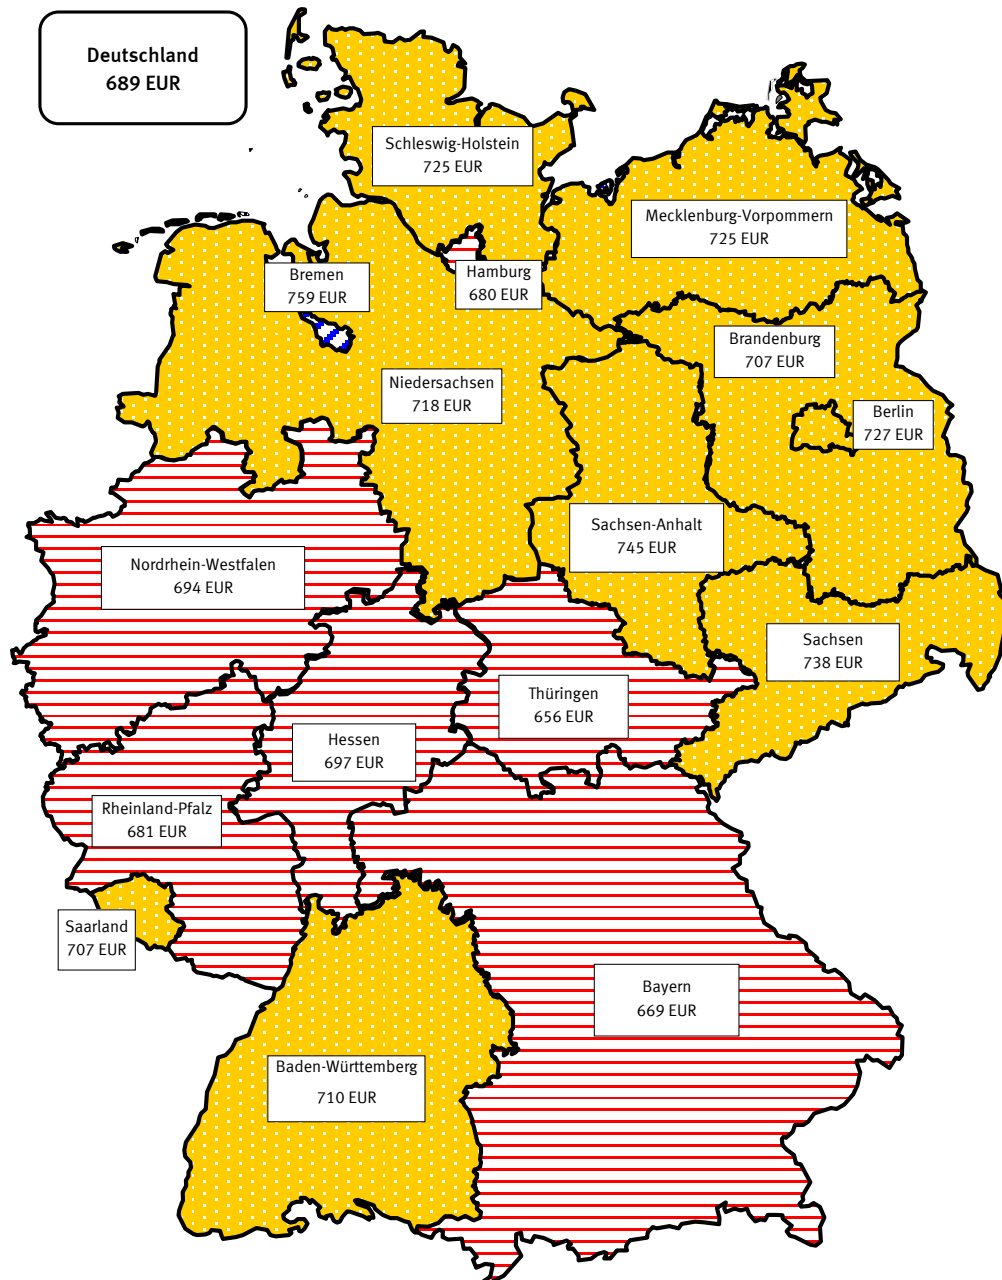 Deutschland
689 EUR
Schleswig-Holstein
725 EUR
Mecklenburg-Vorpommern
725 EUR
Bremen
759 EUR
Hamburg
680 EUR
Brandenburg
707 EUR
Niedersachsen
718 EUR
Berlin
727 EUR
Sachsen-Anhalt
745 EUR
Nordrhein-Westfalen
694 EUR
Sachsen
738 EUR
Thüringen
656 EUR
Hessen
697 EUR
Rheinland-Pfalz
681 EUR
Saarland
707 EUR
Bayern
669 EUR
Baden-Württemberg
710 EUR